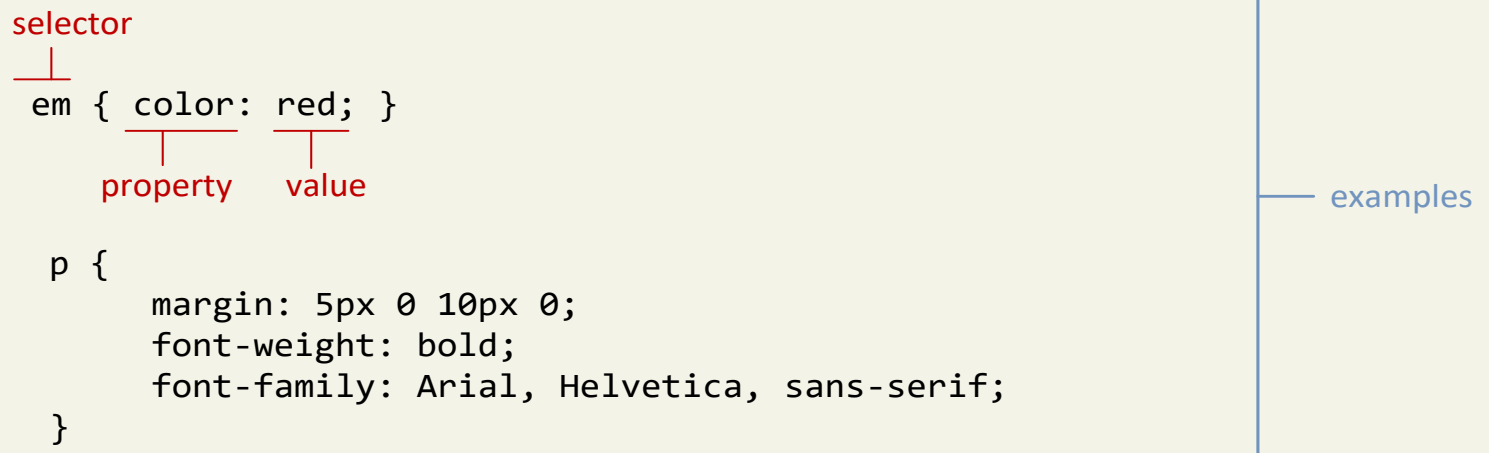 selector
em { color: red; }
property value
examples
p {
margin: 5px 0 10px 0;
font-weight: bold;
font-family: Arial, Helvetica, sans-serif;
}